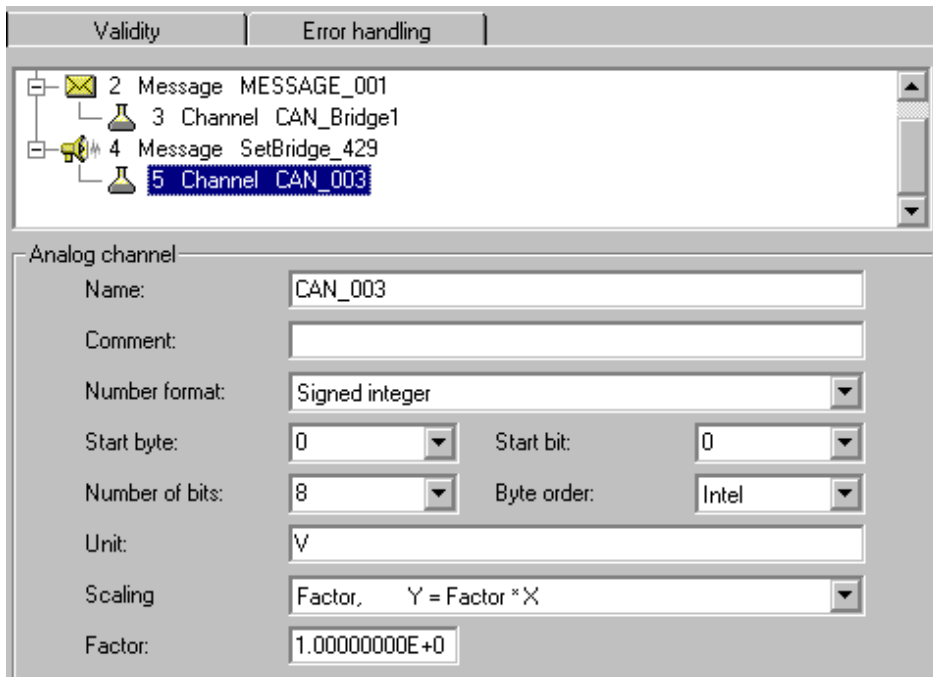 Validity Error handling
2 Message MESSAGE_001
3 Channel CAN_Bridge1
4 Message SetBridge_429
5 Channel CAN_003
Analog channel
Name: CAN_003
Comment:
Number format: Signed integer
Start byte: 0 Start bit: 0
Number of bits: 8 Byte order: Intel
Unit: V
Scaling Factor, Y = Factor * X
Factor: 1.00000000E+0